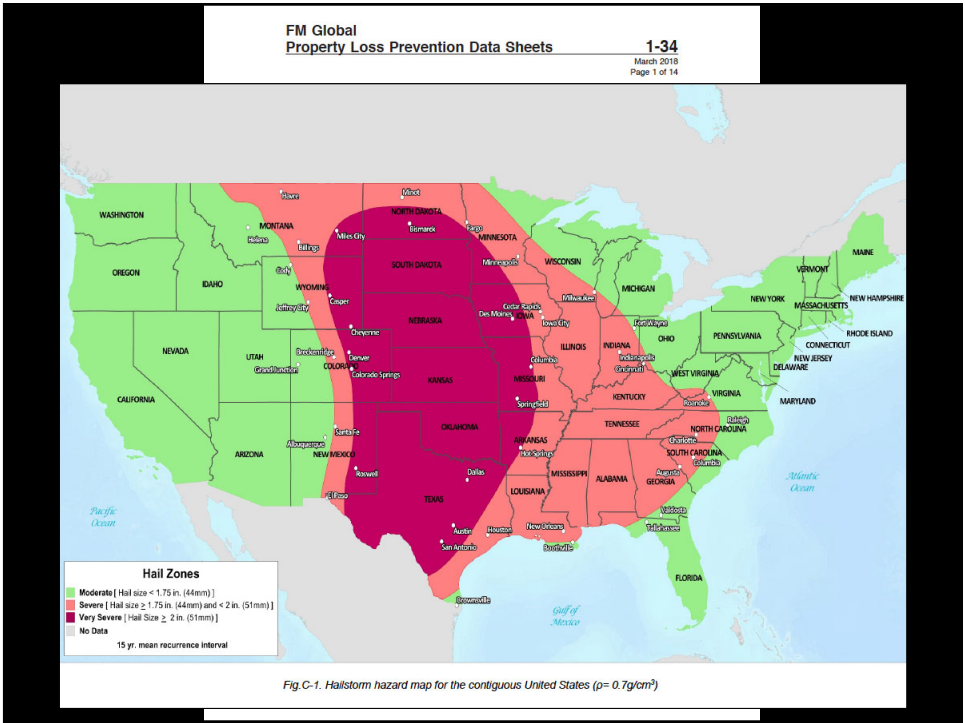 FM Global
Property Loss Prevention Data Sheets 1-34
March 2018
Page 1 of 14
Havre
Minot
WASHINGTON
MONTANA
NORTH DAKOTA
Helena
Billings
Miles City
Bismarck
Fargo
MINNESOTA
MAINE
OREGON
IDAHO
Cody
SOUTH DAKOTA
Minneapolis
WISCONSIN
VERMONT
WYOMING
Casper
Jeffrey City
MICHIGAN
Milwaukee
NEW YORK
NEW HAMPSHIRE
MASSACHUSETTS
Cedar Rapids
Des Moines
IOWA
Iowa City
NEBRASKA
Cheyenne
Fort Wayne
RHODE ISLAND
CONNECTICUT
NEVADA
UTAH
Breckenridge
Denver
Grand Junction
COLORADO
Colorado Springs
ILLINOIS
INDIANA
OHIO
PENNSYLVANIA
NEW JERSEY
Indianapolis
Columbia
Cincinnati
DELAWARE
WEST VIRGINIA
CALIFORNIA
KANSAS
MISSOURI
Springfield
KENTUCKY
Roanoke
VIRGINIA
MARYLAND
ARIZONA
Albuquerque
Santa Fe
NEW MEXICO
OKLAHOMA
ARKANSAS
Hot Springs
TENNESSEE
Raleigh
NORTH CAROLINA
Charlotte
SOUTH CAROLINA
Columbia
Roswell
Dallas
MISSISSIPPI
ALABAMA
Augusta
GEORGIA
Atlantic
Ocean
El Paso
TEXAS
LOUISIANA
Pacific
Ocean
Austin
Houston
New Orleans
Valdosta
Tallahassee
San Antonio
Boothville
FLORIDA
Brownsville
Gulf of
Mexico
Hail Zones
Moderate [ Hail size < 1.75 in. (44mm) ]
Severe [ Hail size ≥ 1.75 in. (44mm) and < 2 in. (51mm) ]
Very Severe [ Hail Size ≥ 2 in. (51mm) ]
No Data
15 yr. mean recurrence interval
Fig.C-1. Hailstorm hazard map for the contiguous United States (ρ= 0.7g/cm³)